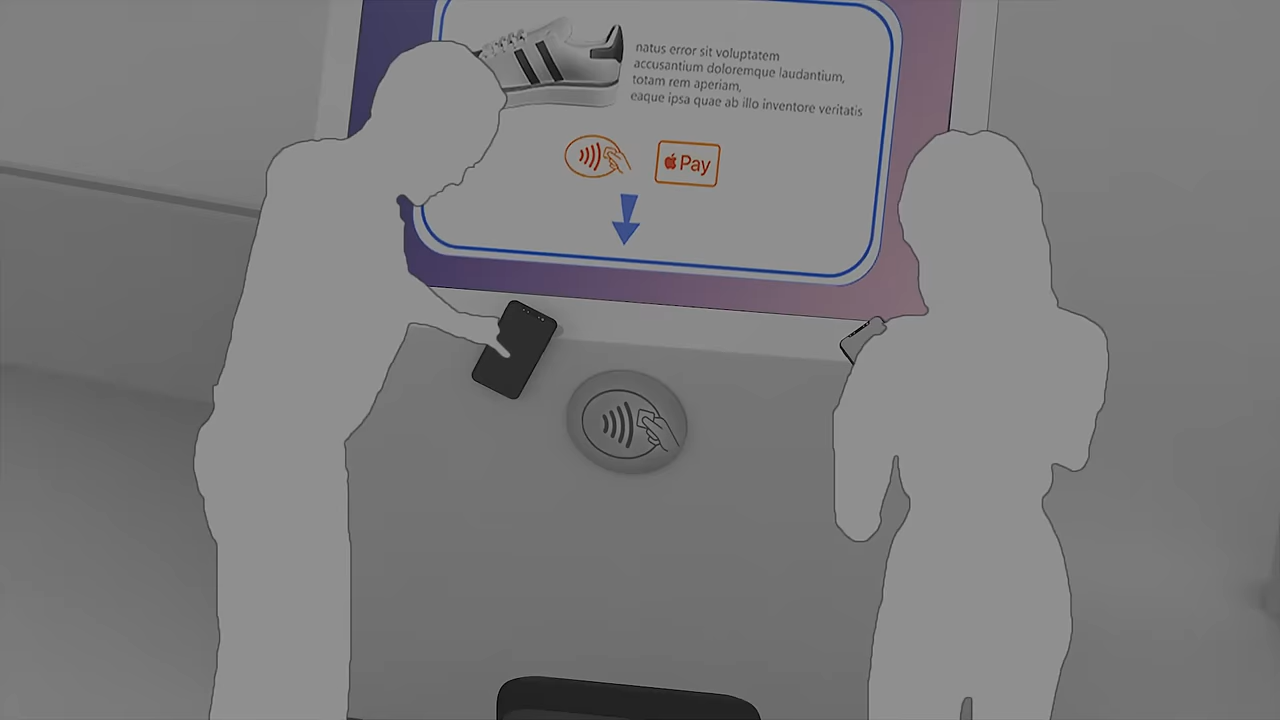 natus error sit voluptatem
accusantium doloremque laudantium,
totam rem aperiam,
eaque ipsa quae ab illo inventore veritatis
Pay